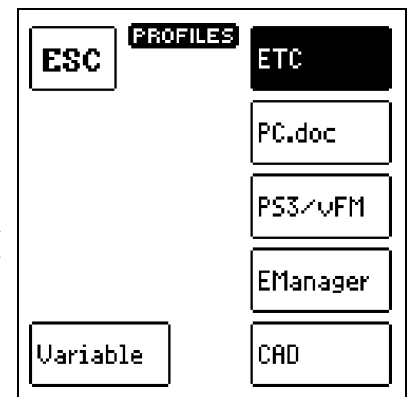 ESC
PROFILES
ETC
PC.doc
PS3/vFM
EManager
Variable
CAD